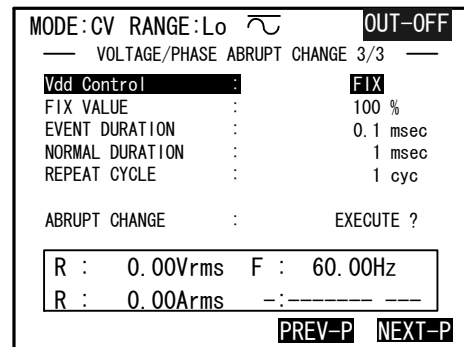 MODE:CV RANGE:Lo OUT-OFF
VOLTAGE/PHASE ABRUPT CHANGE 3/3
Vdd Control : FIX
FIX VALUE : 100 %
EVENT DURATION : 0.1 msec
NORMAL DURATION : 1 msec
REPEAT CYCLE : 1 cyc
ABRUPT CHANGE : EXECUTE ?
R : 0.00Vrms F : 60.00Hz
R : 0.00Arms -:------- ---
PREV-P NEXT-P